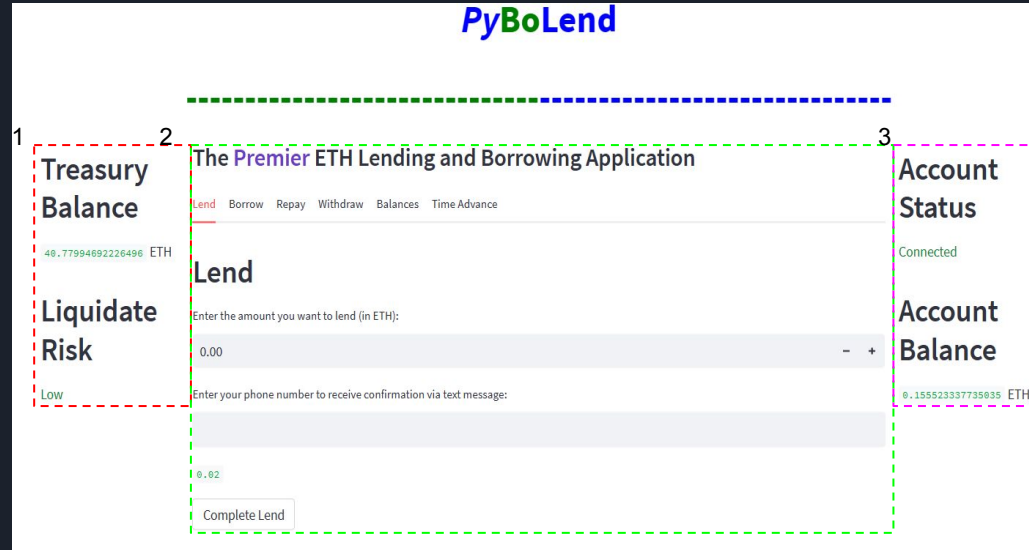 PyBoLend
1
2
3
Treasury
Balance
40.77994692226496 ETH
Liquidate
Risk
Low
The Premier ETH Lending and Borrowing Application
Lend Borrow Repay Withdraw Balances Time Advance
Lend
Enter the amount you want to lend (in ETH):
0.00 − +
Enter your phone number to receive confirmation via text message:
0.02
Complete Lend
Account
Status
Connected
Account
Balance
0.155523337735035 ETH